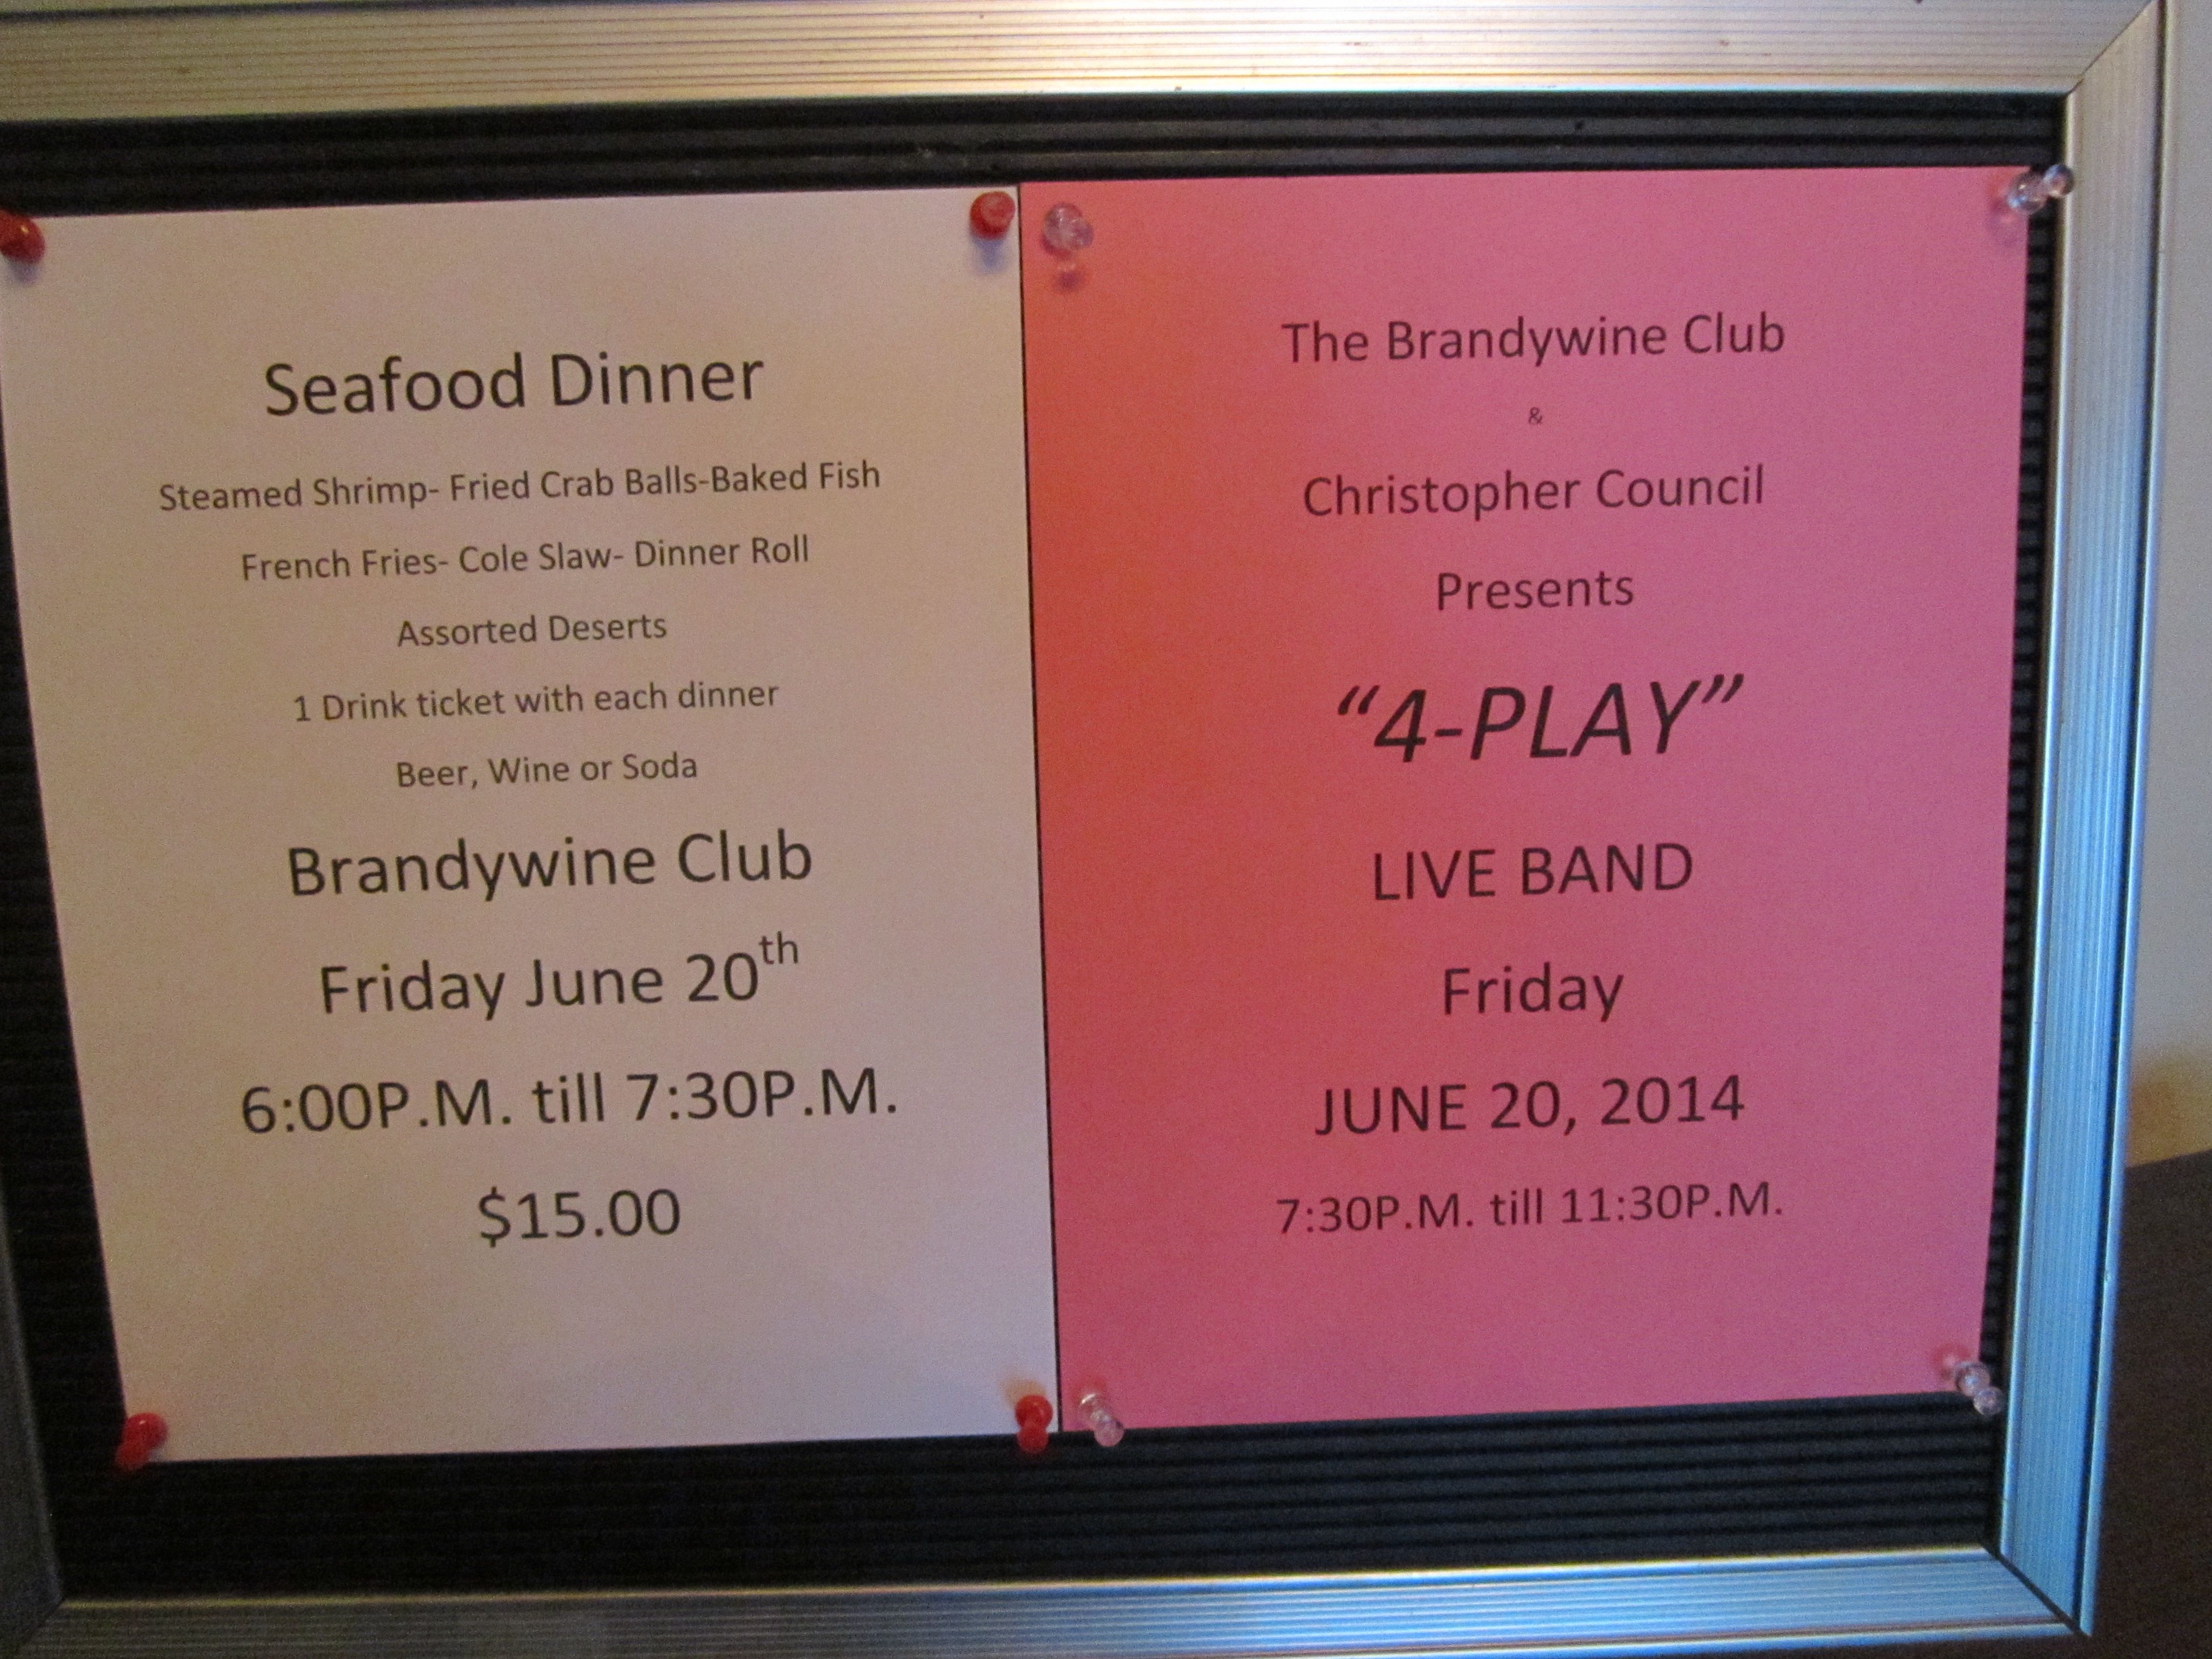 Seafood Dinner
Steamed Shrimp- Fried Crab Balls-Baked Fish
French Fries- Cole Slaw- Dinner Roll
Assorted Deserts
1 Drink ticket with each dinner
Beer, Wine or Soda
Brandywine Club
Friday June 20th
6:00P.M. till 7:30P.M.
$15.00
The Brandywine Club
&
Christopher Council
Presents
“4-PLAY”
LIVE BAND
Friday
JUNE 20, 2014
7:30P.M. till 11:30P.M.